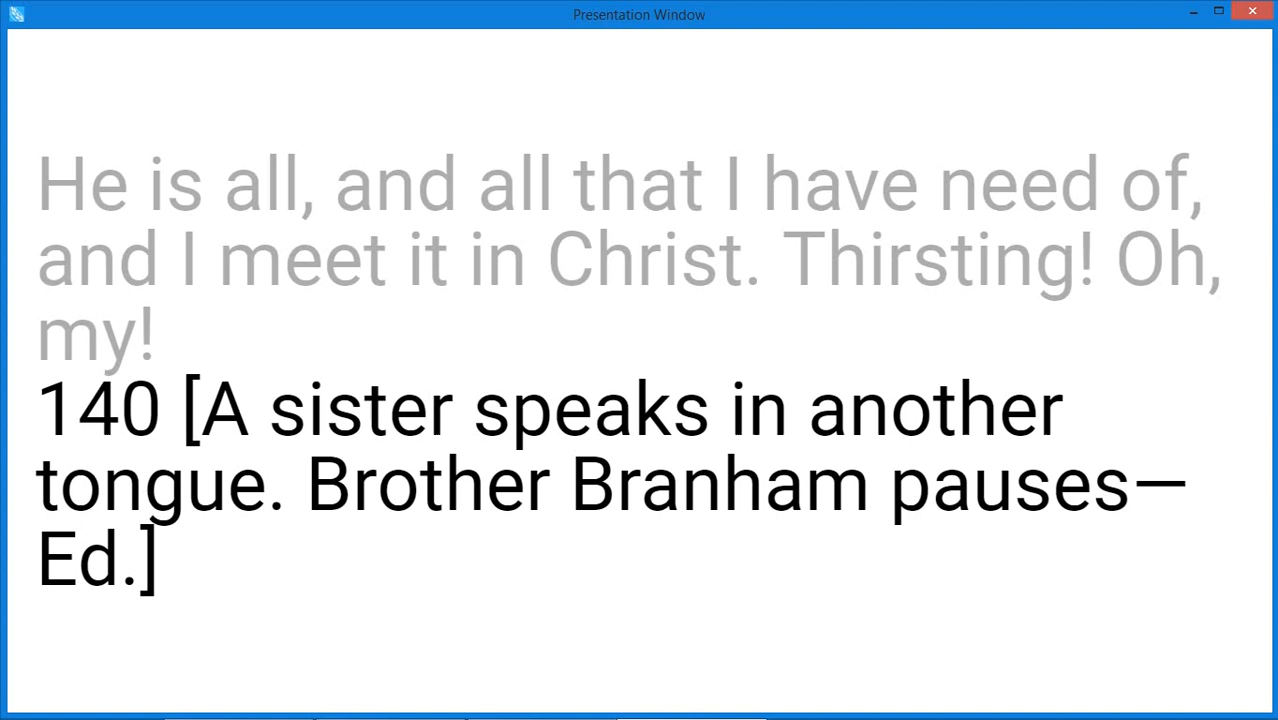 Presentation Window
He is all, and all that I have need of,
and I meet it in Christ. Thirsting! Oh,
my!
140 [A sister speaks in another
tongue. Brother Branham pauses—
Ed.]